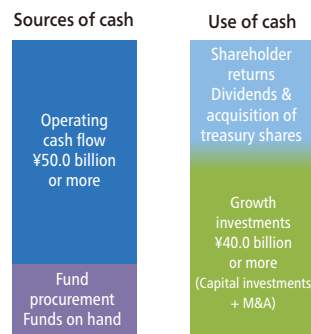 Sources of cash
Operating
cash flow
¥50.0 billion
or more
Fund
procurement
Funds on hand
Use of cash
Shareholder
returns
Dividends &
acquisition of
treasury shares
Growth
investments
¥40.0 billion
or more
(Capital investments
+ M&A)